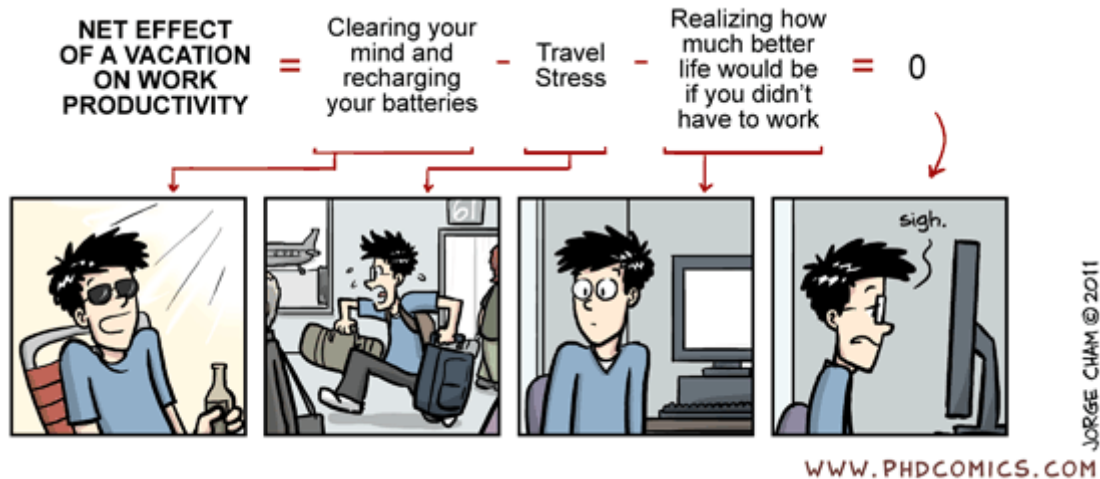 NET EFFECT
OF A VACATION
ON WORK
PRODUCTIVITY
=
Clearing your
mind and
recharging
your batteries
-
Travel
Stress
-
Realizing how
much better
life would be
if you didn't
have to work
=
0
61
sigh.
JORGE CHAM © 2011
WWW.PHDCOMICS.COM